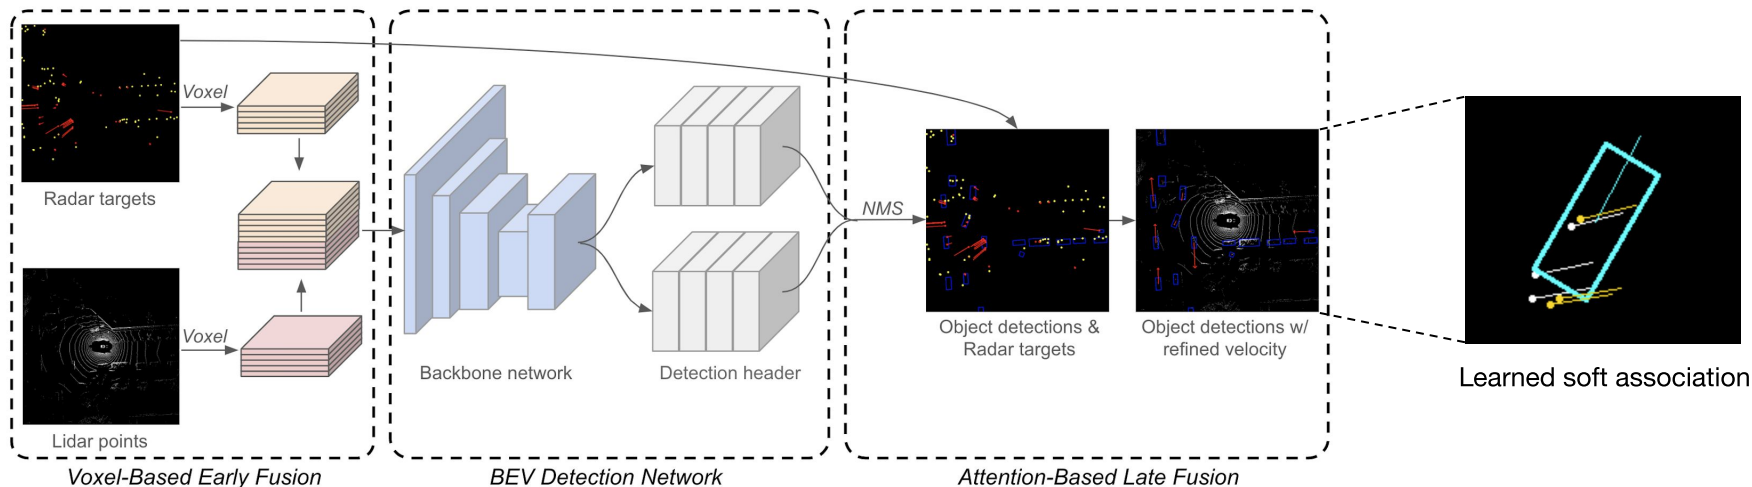 Voxel
Radar targets
Voxel
Lidar points
Voxel-Based Early Fusion
Backbone network
Detection header
BEV Detection Network
NMS
Object detections &
Radar targets
Object detections w/
refined velocity
Attention-Based Late Fusion
Learned soft association